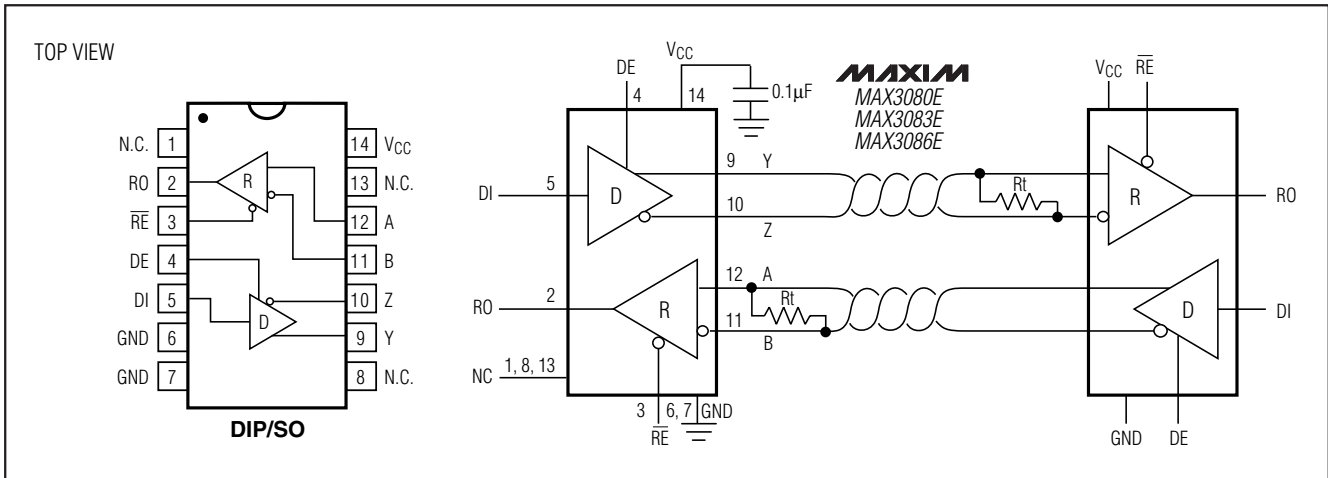 TOP VIEW
N.C. 1
RO 2
RE 3
DE 4
DI 5
GND 6
GND 7
14 VCC
13 N.C.
12 A
11 B
10 Z
9 Y
8 N.C.
R
D
DIP/SO
VCC
DE
4
14
0.1μF
MAXIM
MAX3080E
MAX3083E
MAX3086E
VCC RE
DI 5
D
9 Y
10
Z
Rt
R
RO
RO 2
R
12 A
Rt
11
B
D
DI
NC 1, 8, 13
3 6, 7 GND
RE
GND DE